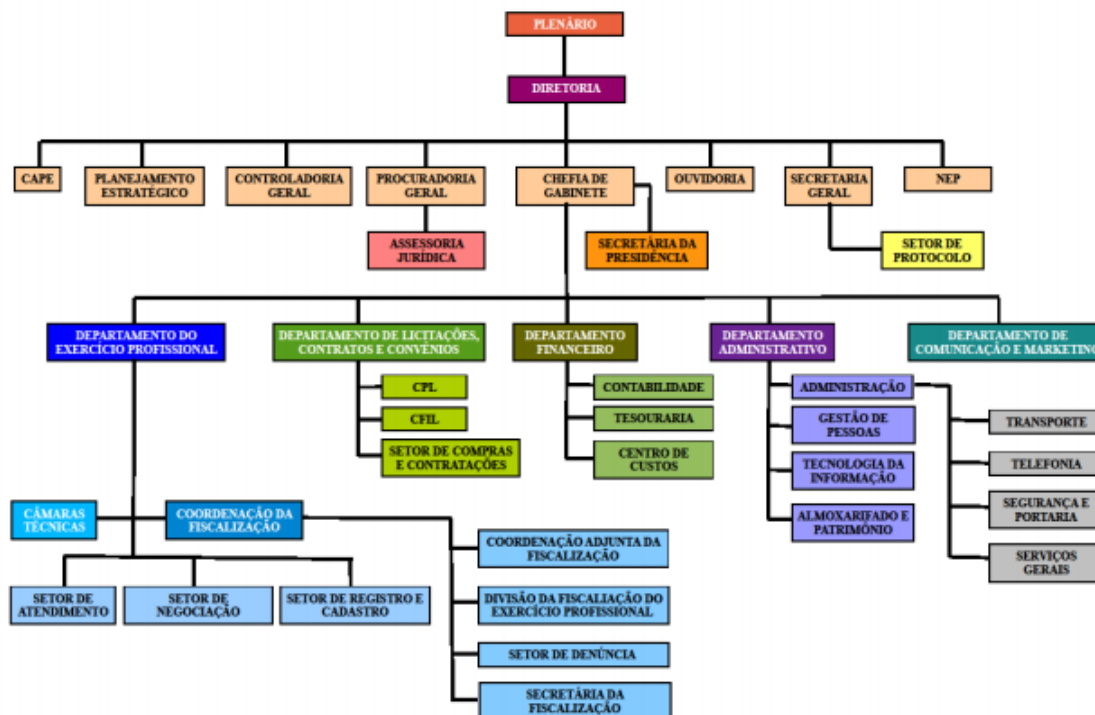 PLENÁRIO
DIRETORIA
CAPE
PLANEJAMENTO
ESTRATÉGICO
CONTROLADORIA
GERAL
PROCURADORIA
GERAL
CHEFIA DE
GABINETE
OUVIDORIA
SECRETARIA
GERAL
NEP
ASSESSORIA
JURÍDICA
SECRETÁRIA DA
PRESIDÊNCIA
SETOR DE
PROTOCOLO
DEPARTAMENTO DO
EXERCÍCIO PROFISSIONAL
DEPARTAMENTO DE LICITAÇÕES,
CONTRATOS E CONVÊNIOS
DEPARTAMENTO
FINANCEIRO
DEPARTAMENTO
ADMINISTRATIVO
DEPARTAMENTO DE
COMUNICAÇÃO E MARKETING
CPL
CFIL
SETOR DE COMPRAS
E CONTRATAÇÕES
CONTABILIDADE
TESOURARIA
CENTRO DE
CUSTOS
ADMINISTRAÇÃO
GESTÃO DE
PESSOAS
TECNOLOGIA DA
INFORMAÇÃO
ALMOXARIFADO E
PATRIMÔNIO
TRANSPORTE
TELEFONIA
SEGURANÇA E
PORTARIA
SERVIÇOS
GERAIS
CÂMARAS
TÉCNICAS
COORDENAÇÃO DA
FISCALIZAÇÃO
SETOR DE
ATENDIMENTO
SETOR DE
NEGOCIAÇÃO
SETOR DE REGISTRO E
CADASTRO
COORDENAÇÃO ADJUNTA DA
FISCALIZAÇÃO
DIVISÃO DA FISCALIAÇÃO DO
EXERCÍCIO PROFISSIONAL
SETOR DE DENÚNCIA
SECRETÁRIA DA
FISCALIZAÇÃO